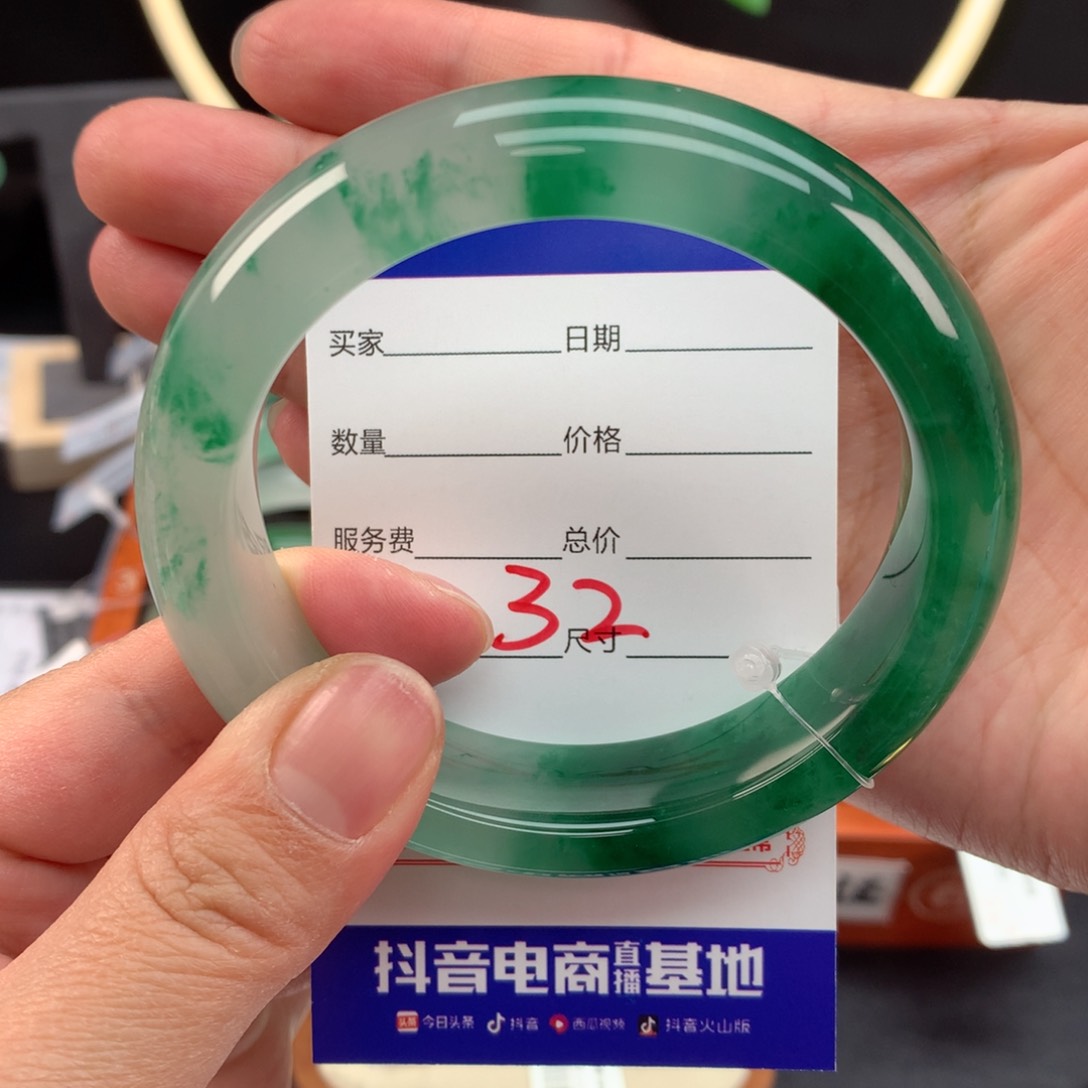 买家 日期
数量 价格
服务费 总价
32
尺寸
抖音电商直播基地
头条 今日头条 抖音 西瓜视频 抖音火山版